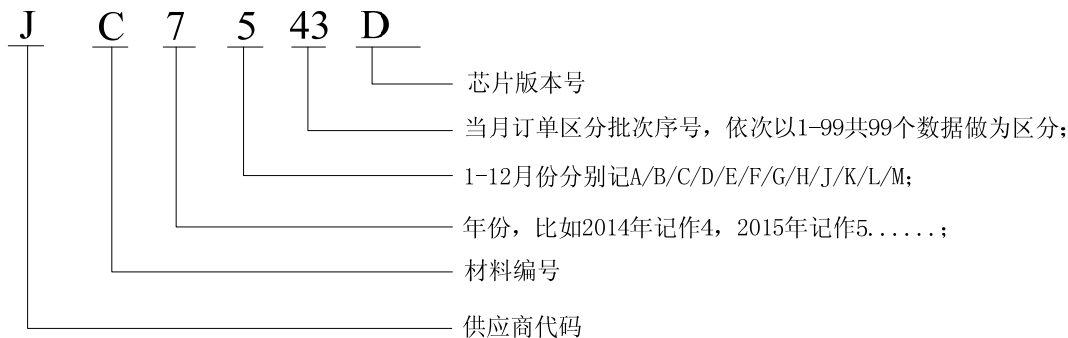 J C 7 5 43 D
芯片版本号
当月订单区分批次序号，依次以1-99共99个数据做为区分；
1-12月份分别记A/B/C/D/E/F/G/H/J/K/L/M；
年份，比如2014年记作4，2015年记作5......；
材料编号
供应商代码